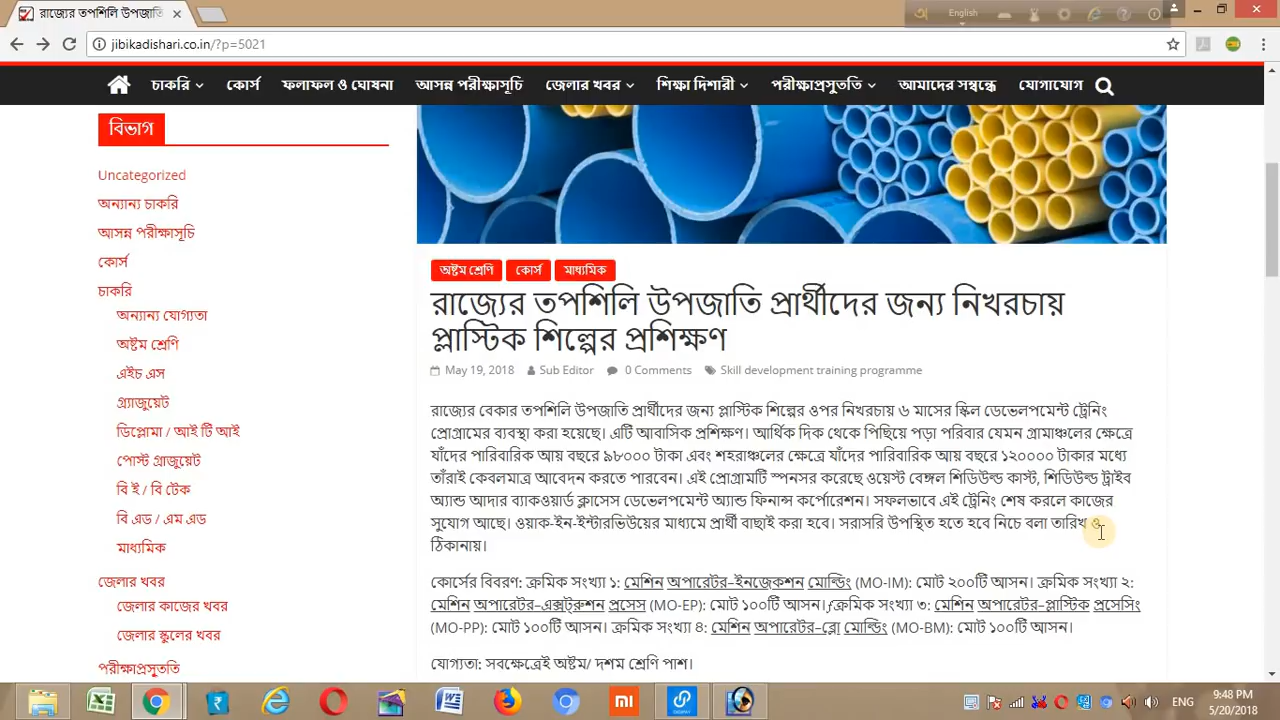 রাজ্যের তপশিলি উপজাতি
English
jibikadishari.co.in/?p=5021
চাকরি কোর্স ফলাফল ও ঘোষনা আসন্ন পরীক্ষাসূচি জেলার খবর শিক্ষা দিশারী পরীক্ষাপ্রস্তুতি আমাদের সম্বন্ধে যোগাযোগ
বিভাগ
Uncategorized
অন্যান্য চাকরি
আসন্ন পরীক্ষাসূচি
কোর্স
চাকরি
অন্যান্য যোগ্যতা
অষ্টম শ্রেণি
এইচ এস
গ্র্যাজুয়েট
ডিপ্লোমা / আই টি আই
পোস্ট গ্রাজুয়েট
বি ই / বি টেক
বি এড / এম এড
মাধ্যমিক
জেলার খবর
জেলার কাজের খবর
জেলার স্কুলের খবর
পরীক্ষাপ্রস্তুতি
অষ্টম শ্রেণি কোর্স মাধ্যমিক
রাজ্যের তপশিলি উপজাতি প্রার্থীদের জন্য নিখরচায়
প্লাস্টিক শিল্পের প্রশিক্ষণ
May 19, 2018 Sub Editor 0 Comments Skill development training programme
রাজ্যের বেকার তপশিলি উপজাতি প্রার্থীদের জন্য প্লাস্টিক শিল্পের ওপর নিখরচায় ৬ মাসের স্কিল ডেভেলপমেন্ট ট্রেনিং
প্রোগ্রামের ব্যবস্থা করা হয়েছে। এটি আবাসিক প্রশিক্ষণ। আর্থিক দিক থেকে পিছিয়ে পড়া পরিবার যেমন গ্রামাঞ্চলের ক্ষেত্রে
যাঁদের পারিবারিক আয় বছরে ৯৮০০০ টাকা এবং শহরাঞ্চলের ক্ষেত্রে যাঁদের পারিবারিক আয় বছরে ১২০০০০ টাকার মধ্যে
তাঁরাই কেবলমাত্র আবেদন করতে পারবেন। এই প্রোগ্রামটি স্পনসর করেছে ওয়েস্ট বেঙ্গল শিডিউল্ড কাস্ট, শিডিউল্ড ট্রাইব
অ্যান্ড আদার ব্যাকওয়ার্ড ক্লাসেস ডেভেলপমেন্ট অ্যান্ড ফিনান্স কর্পোরেশন। সফলভাবে এই ট্রেনিং শেষ করলে কাজের
সুযোগ আছে। ওয়াক-ইন-ইন্টারভিউয়ের মাধ্যমে প্রার্থী বাছাই করা হবে। সরাসরি উপস্থিত হতে হবে নিচে বলা তারিখ ও
ঠিকানায়।
কোর্সের বিবরণ: ক্রমিক সংখ্যা ১: মেশিন অপারেটর–ইনজেকশন মোল্ডিং (MO-IM): মোট ২০০টি আসন। ক্রমিক সংখ্যা ২:
মেশিন অপারেটর–এক্সট্রুশন প্রসেস (MO-EP): মোট ১০০টি আসন। ক্রমিক সংখ্যা ৩: মেশিন অপারেটর–প্লাস্টিক প্রসেসিং
(MO-PP): মোট ১০০টি আসন। ক্রমিক সংখ্যা ৪: মেশিন অপারেটর–ব্লো মোল্ডিং (MO-BM): মোট ১০০টি আসন।
যোগ্যতা: সবক্ষেত্রেই অষ্টম/ দশম শ্রেণি পাশ।
ENG
9:48 PM
5/20/2018